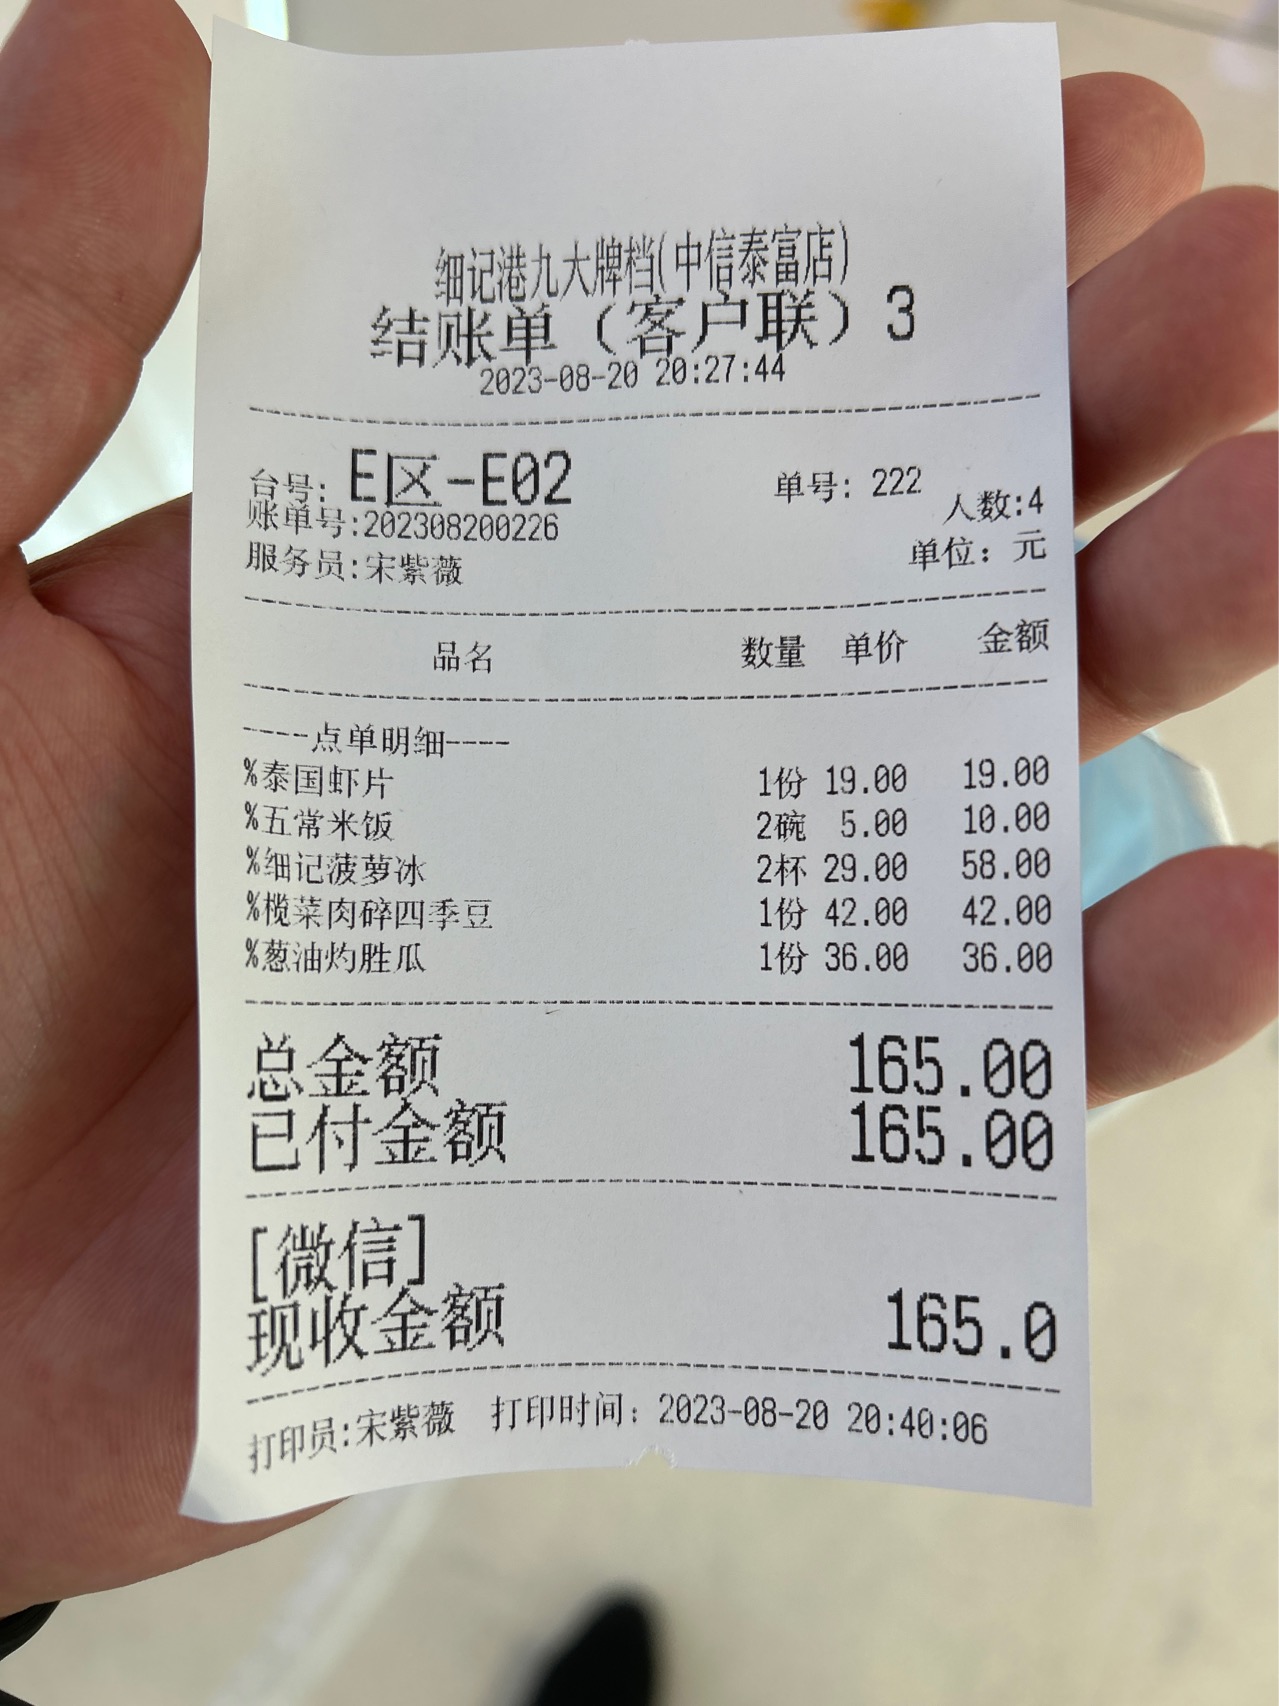 细记港九大牌档(中信泰富店)
结账单（客户联）3
2023-08-20 20:27:44
台号: E区-E02 单号: 222
账单号:202308200226 人数:4
服务员:宋紫薇 单位: 元
品名 数量 单价 金额
----点单明细----
%泰国虾片 1份 19.00 19.00
%五常米饭 2碗 5.00 10.00
%细记菠萝冰 2杯 29.00 58.00
%榄菜肉碎四季豆 1份 42.00 42.00
%葱油灼胜瓜 1份 36.00 36.00
总金额 165.00
已付金额 165.00
[微信]
现收金额 165.0
打印员:宋紫薇 打印时间: 2023-08-20 20:40:06